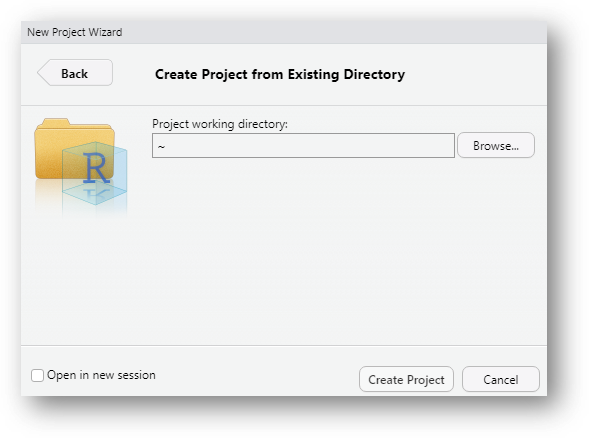 New Project Wizard
Back
Create Project from Existing Directory
Project working directory:
~
Browse...
R
Open in new session
Create Project
Cancel